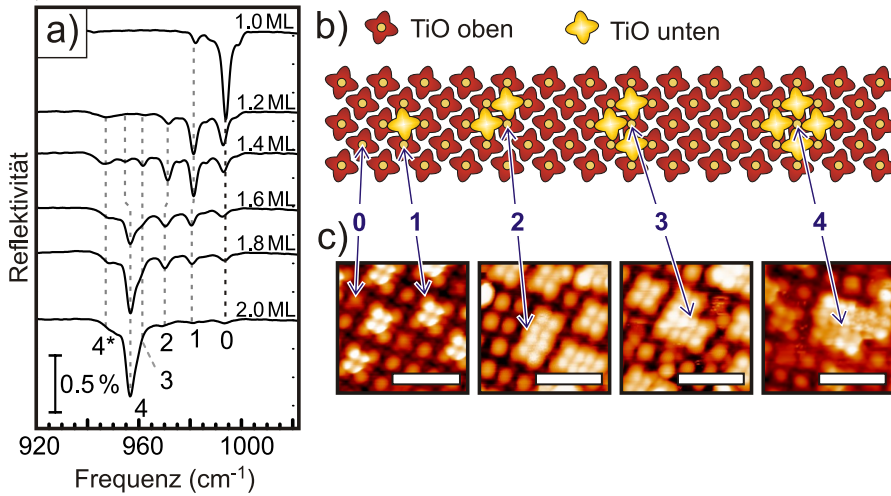 a)
1.0 ML
1.2 ML
1.4 ML
1.6 ML
1.8 ML
2.0 ML
4* 4 3 2 1 0
0.5 %
920 960 1000
Frequenz (cm⁻¹)
Reflektivität
b) TiO oben TiO unten
0 1 2 3 4
c)